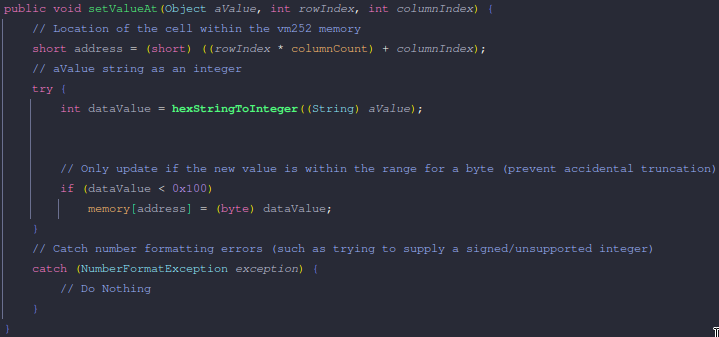 public void setValueAt(Object aValue, int rowIndex, int columnIndex) {
// Location of the cell within the vm252 memory
short address = (short) ((rowIndex * columnCount) + columnIndex);
// aValue string as an integer
try {
int dataValue = hexStringToInteger((String) aValue);
// Only update if the new value is within the range for a byte (prevent accidental truncation)
if (dataValue < 0x100)
memory[address] = (byte) dataValue;
}
// Catch number formatting errors (such as trying to supply a signed/unsupported integer)
catch (NumberFormatException exception) {
// Do Nothing
}
}